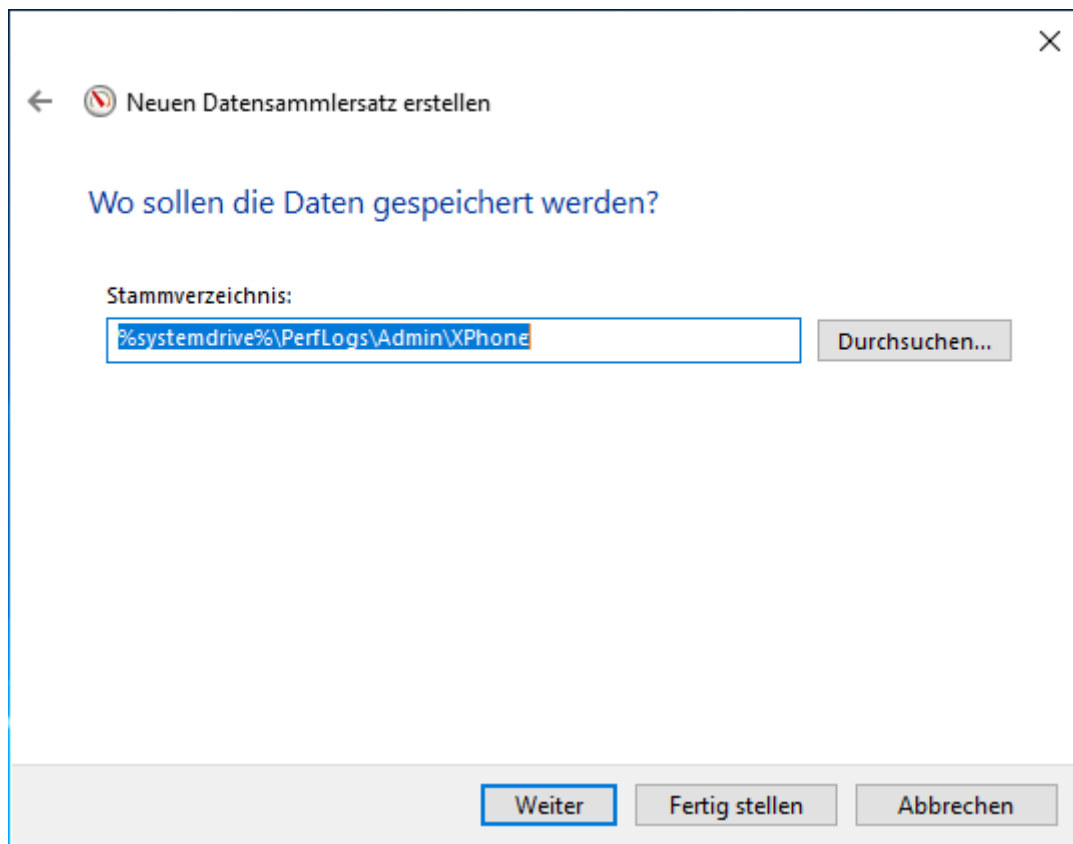 Neuen Datensammlersatz erstellen
Wo sollen die Daten gespeichert werden?
Stammverzeichnis:
%systemdrive%\PerfLogs\Admin\XPhone
Durchsuchen...
Weiter
Fertig stellen
Abbrechen